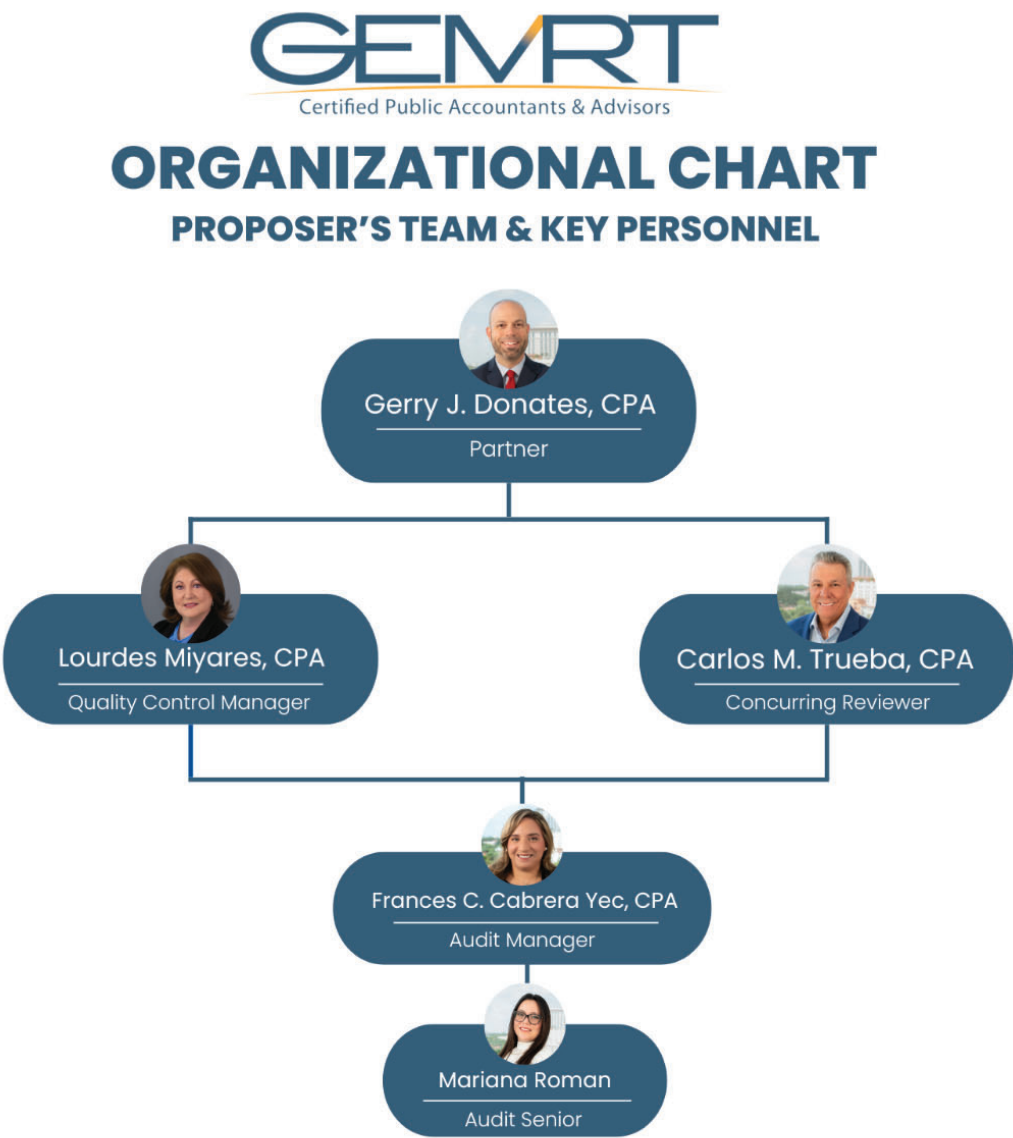 GEMRT
Certified Public Accountants & Advisors
ORGANIZATIONAL CHART
PROPOSER'S TEAM & KEY PERSONNEL
Gerry J. Donates, CPA
Partner
Lourdes Miyares, CPA
Quality Control Manager
Carlos M. Trueba, CPA
Concurring Reviewer
Frances C. Cabrera Yec, CPA
Audit Manager
Mariana Roman
Audit Senior